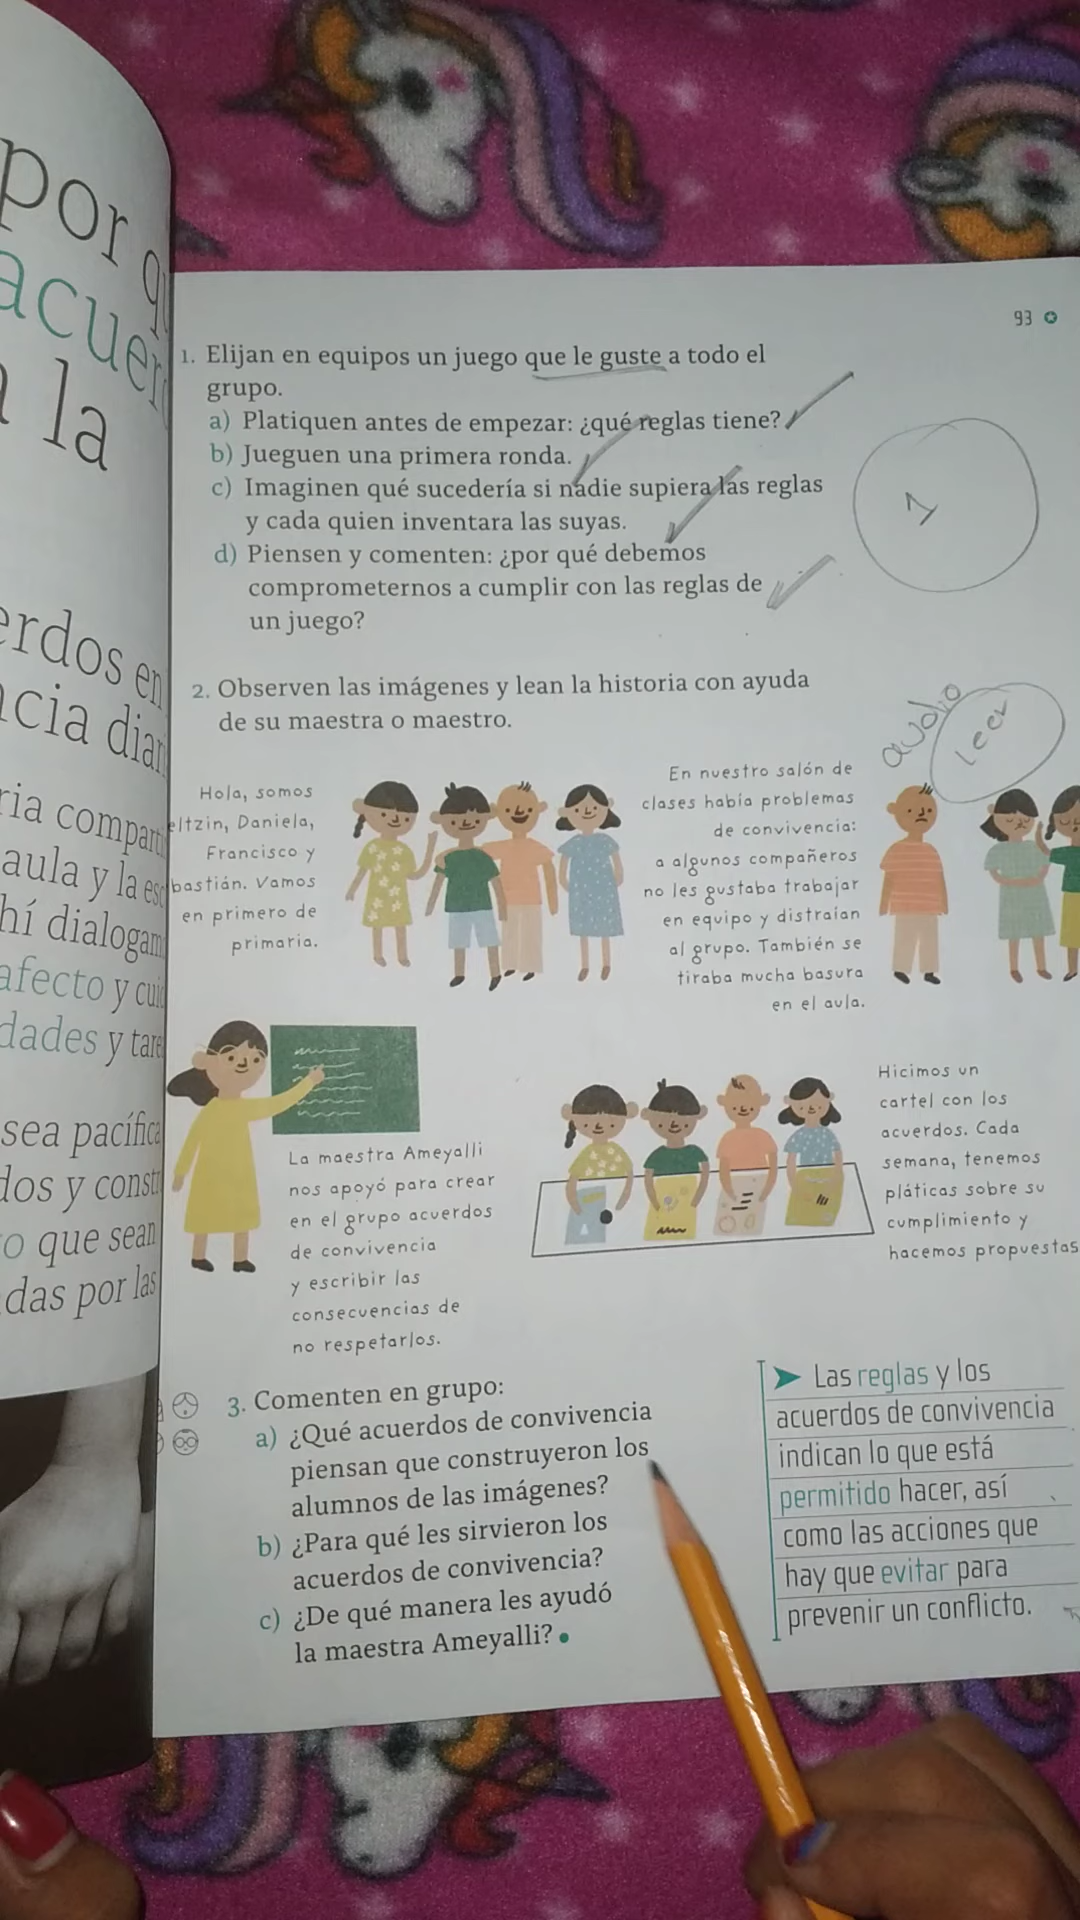 por
acuer
a la
erdos en
cia diar
ria compart
aula y la esc
hí dialogam
afecto y cui
dades y tare
sea pacífica
dos y const
o que sean
das por las
93
1. Elijan en equipos un juego que le guste a todo el
grupo.
a) Platiquen antes de empezar: ¿qué reglas tiene?
b) Jueguen una primera ronda.
c) Imaginen qué sucedería si nadie supiera las reglas
y cada quien inventara las suyas.
d) Piensen y comenten: ¿por qué debemos
comprometernos a cumplir con las reglas de
un juego?
1
2. Observen las imágenes y lean la historia con ayuda
de su maestra o maestro.
audio
leer
Hola, somos
eltzin, Daniela,
Francisco y
bastián. Vamos
en primero de
primaria.
En nuestro salón de
clases había problemas
de convivencia:
a algunos compañeros
no les gustaba trabajar
en equipo y distraían
al grupo. También se
tiraba mucha basura
en el aula.
La maestra Ameyalli
nos apoyó para crear
en el grupo acuerdos
de convivencia
y escribir las
consecuencias de
no respetarlos.
Hicimos un
cartel con los
acuerdos. Cada
semana, tenemos
pláticas sobre su
cumplimiento y
hacemos propuestas
3. Comenten en grupo:
a) ¿Qué acuerdos de convivencia
piensan que construyeron los
alumnos de las imágenes?
b) ¿Para qué les sirvieron los
acuerdos de convivencia?
c) ¿De qué manera les ayudó
la maestra Ameyalli?
Las reglas y los
acuerdos de convivencia
indican lo que está
permitido hacer, así
como las acciones que
hay que evitar para
prevenir un conflicto.